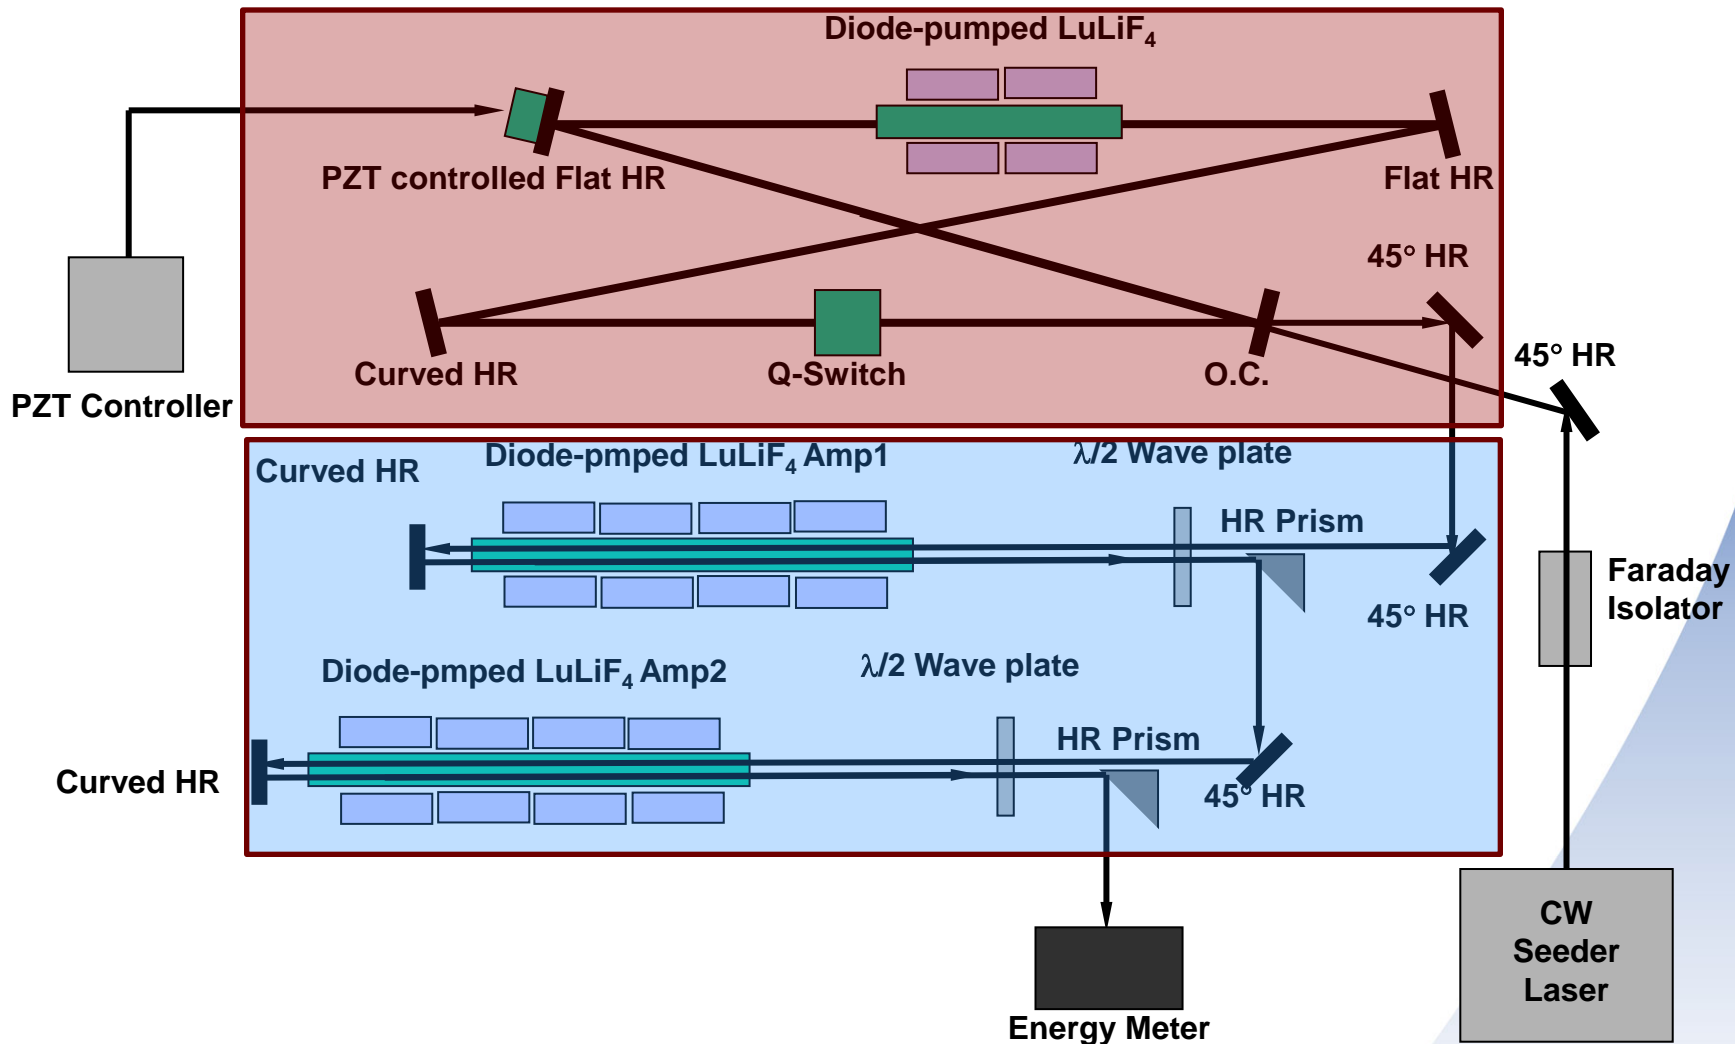 Diode-pumped LuLiF₄
PZT controlled Flat HR
Flat HR
45° HR
45° HR
Curved HR
Q-Switch
O.C.
PZT Controller
Curved HR
Diode-pmped LuLiF₄ Amp1
λ/2 Wave plate
HR Prism
Faraday
Isolator
45° HR
Diode-pmped LuLiF₄ Amp2
λ/2 Wave plate
HR Prism
Curved HR
45° HR
CW
Seeder
Laser
Energy Meter